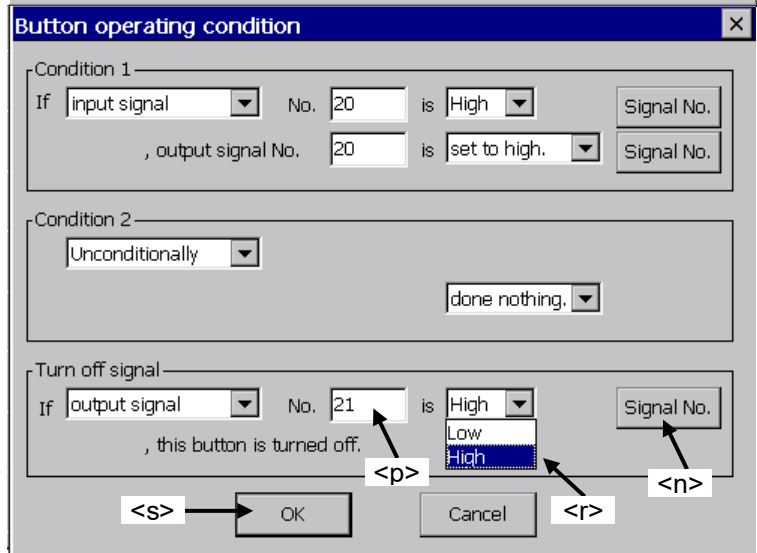 Button operating condition
Condition 1
If input signal No. 20 is High Signal No.
, output signal No. 20 is set to high. Signal No.
Condition 2
Unconditionally
done nothing.
Turn off signal
If output signal No. 21 is High Signal No.
Low
, this button is turned off.
High
<p>
<n>
<s> OK Cancel <r>